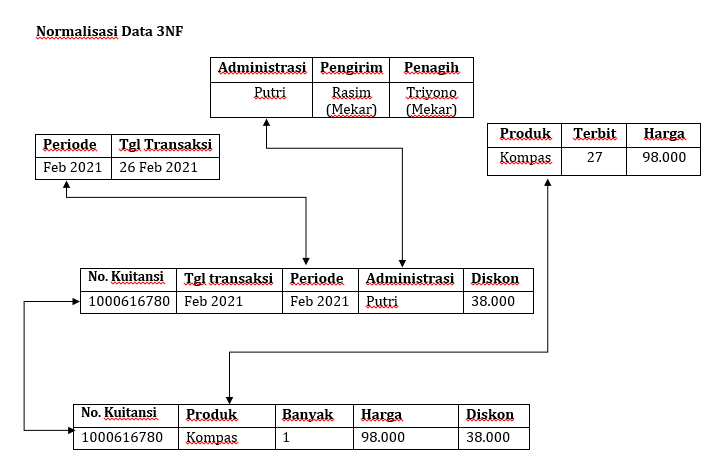 Normalisasi Data 3NF
Administrasi Pengirim Penagih
Putri Rasim Triyono
(Mekar) (Mekar)
Periode Tgl Transaksi
Feb 2021 26 Feb 2021
Produk Terbit Harga
Kompas 27 98.000
No. Kuitansi Tgl transaksi Periode Administrasi Diskon
1000616780 Feb 2021 Feb 2021 Putri 38.000
No. Kuitansi Produk Banyak Harga Diskon
1000616780 Kompas 1 98.000 38.000